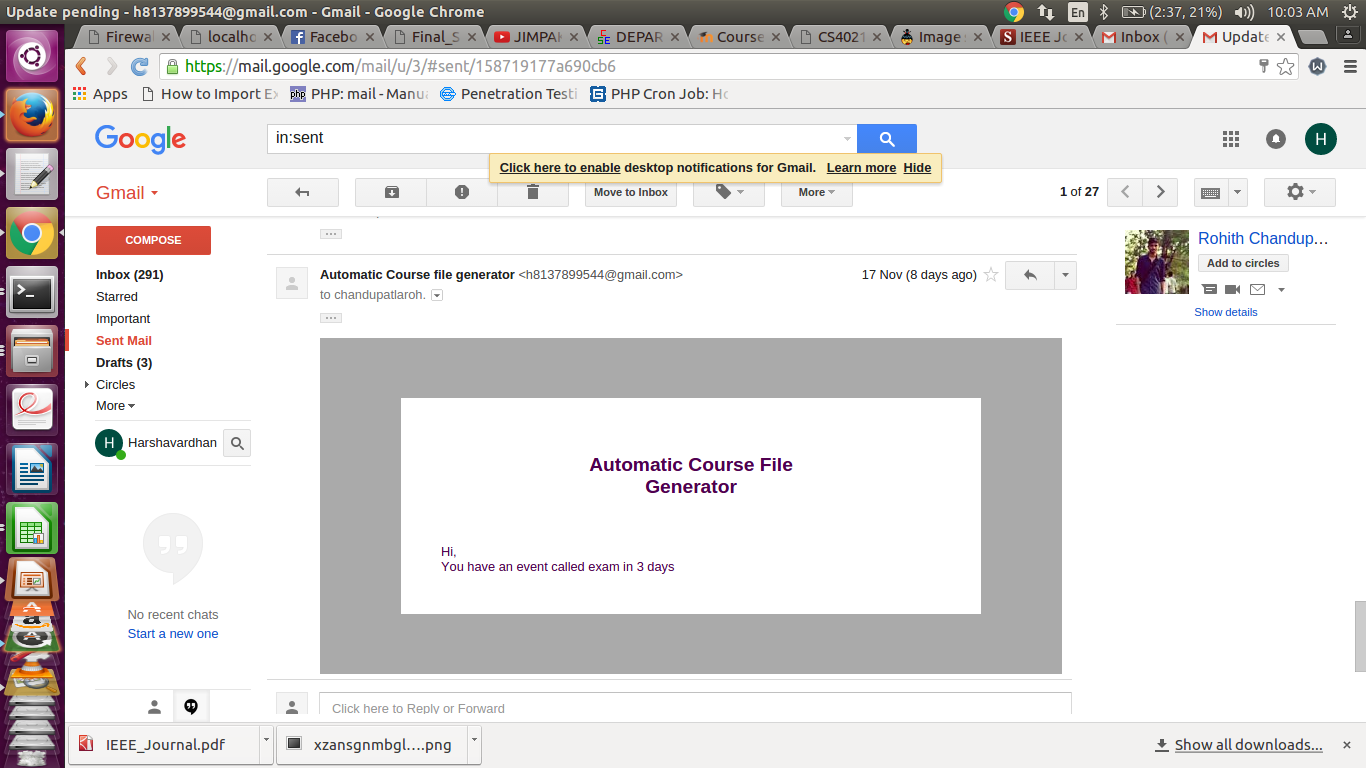 Update pending - h8137899544@gmail.com - Gmail - Google Chrome
En (2:37, 21%) 10:03 AM
Firewa localho Facebo Final_S JIMPAK DEPAR Course CS4021 Image IEEE Jo Inbox ( Update
https://mail.google.com/mail/u/3/#sent/158719177a690cb6
Apps How to Import Ex PHP: mail - Manua Penetration Testi PHP Cron Job: Ho
Google
in:sent
H
Click here to enable desktop notifications for Gmail. Learn more Hide
Gmail
Move to Inbox
More
1 of 27
COMPOSE
Inbox (291)
Starred
Important
Sent Mail
Drafts (3)
Circles
More
H Harshavardhan
No recent chats
Start a new one
Automatic Course file generator <h8137899544@gmail.com>
17 Nov (8 days ago)
to chandupatlaroh.
Automatic Course File
Generator
Hi,
You have an event called exam in 3 days
Click here to Reply or Forward
Rohith Chandup...
Add to circles
Show details
IEEE_Journal.pdf
xzansgnmbgl....png
Show all downloads...